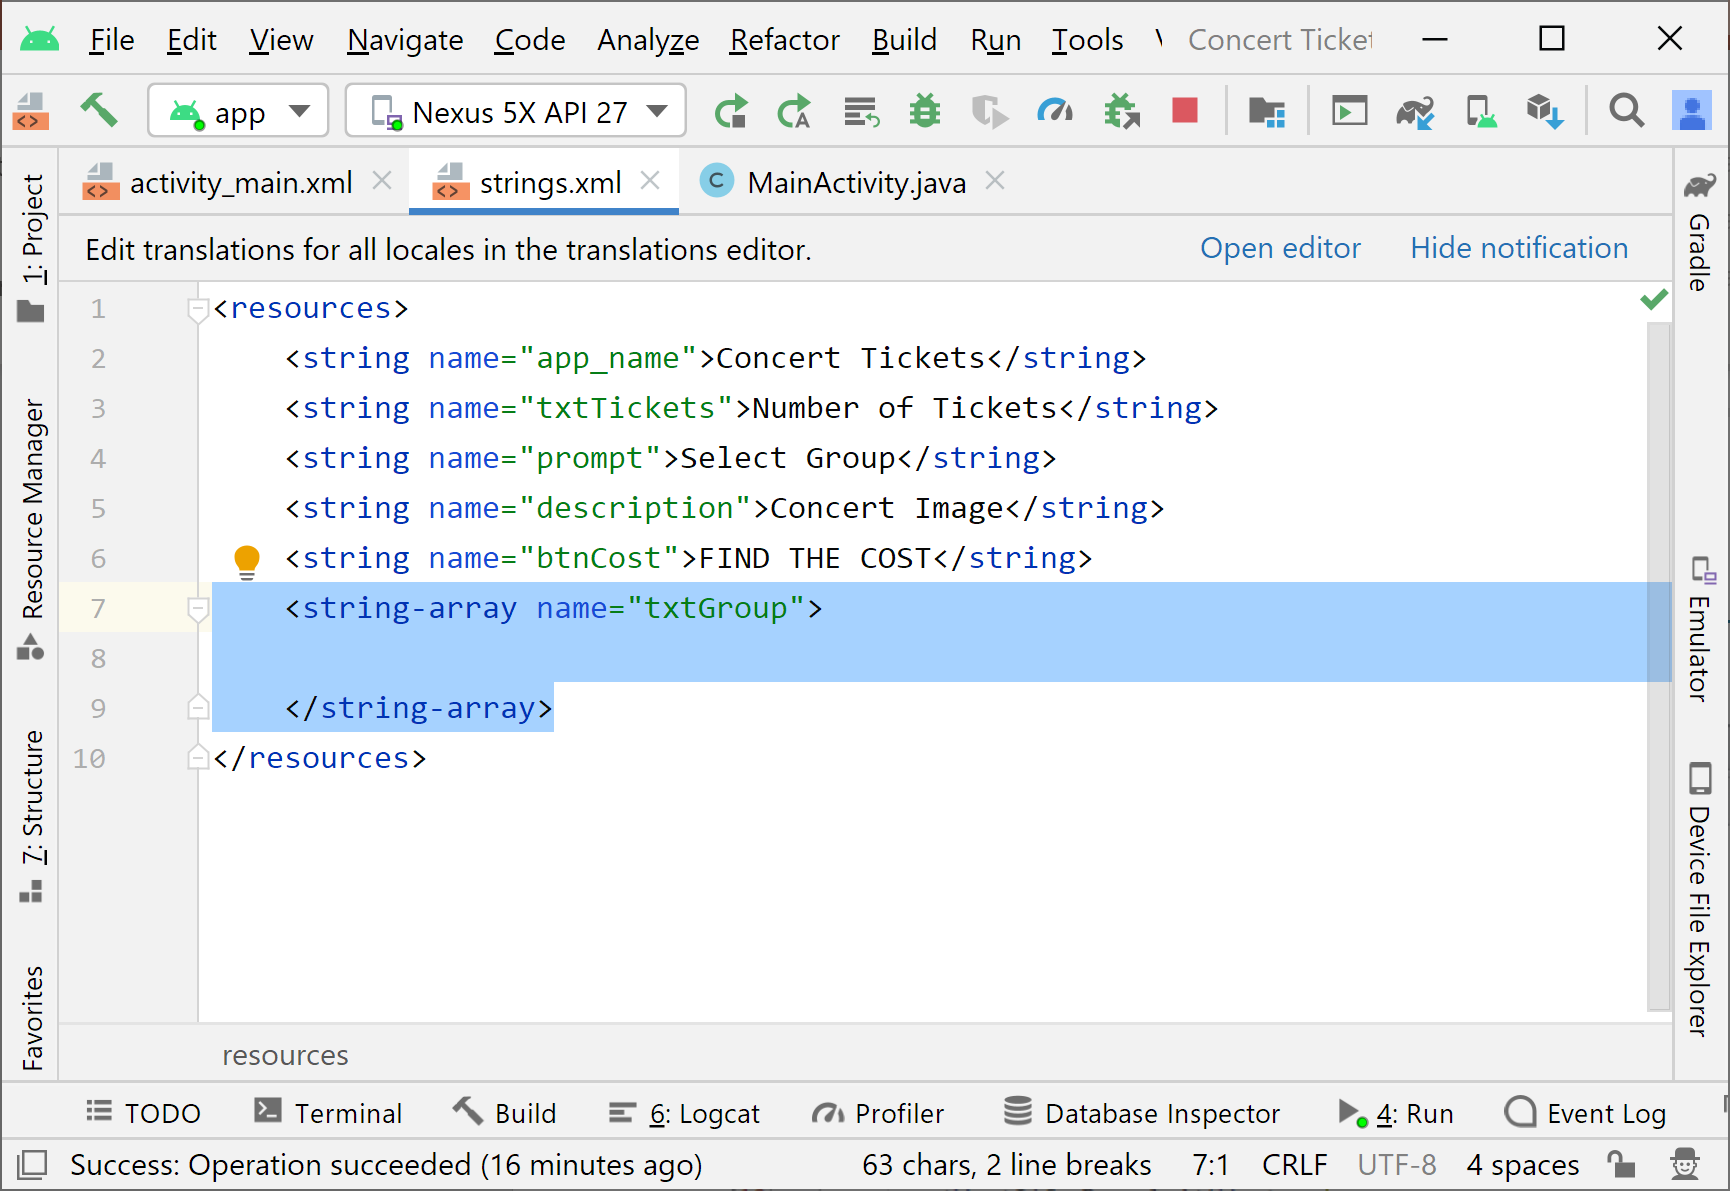 File Edit View Navigate Code Analyze Refactor Build Run Tools Concert Ticket
app Nexus 5X API 27
activity_main.xml strings.xml MainActivity.java
Edit translations for all locales in the translations editor. Open editor Hide notification
1 <resources>
2 <string name="app_name">Concert Tickets</string>
3 <string name="txtTickets">Number of Tickets</string>
4 <string name="prompt">Select Group</string>
5 <string name="description">Concert Image</string>
6 <string name="btnCost">FIND THE COST</string>
7 <string-array name="txtGroup">
8
9 </string-array>
10 </resources>
resources
1: Project
Resource Manager
7: Structure
Favorites
Gradle
Emulator
Device File Explorer
TODO Terminal Build 6: Logcat Profiler Database Inspector 4: Run Event Log
Success: Operation succeeded (16 minutes ago) 63 chars, 2 line breaks 7:1 CRLF UTF-8 4 spaces